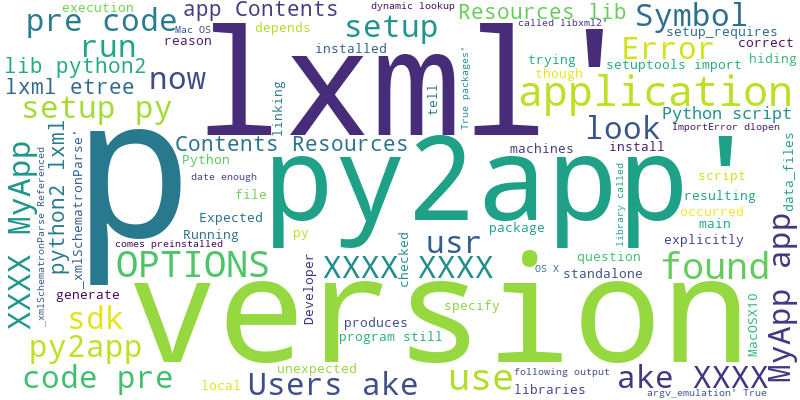 execution
Mac OS
dynamic lookup
called libxml2'
app Contents
depends
Resources lib
Symbol
pre code
reason
setup
setup_requires
run
installed
trying
Error
correct
lib python2
now
lxml '
though
setuptools import
hiding
lxml etree
linking
tell
True packages'
application
setup py
Python script
ImportError dlopen
look
p
Contents Resources
machines
install
data_files
XXXX MyApp
_xmlSchematronParse Referenced
python2 lxml
_xmlSchematronParse'
Python
py2app '
library called
script
date enough
file
resulting
Expected
package
occurred
main
Running
py
usr
explicitly
comes preinstalled
checked
question
OPTIONS
XXXX XXXX
OS X
standalone
found
MyApp app
generate
Developer
version
specify
sdk
produces
program still
MacOSX10
py2app
unexpected
following output
code pre
local
Users ake
use
libraries
ake XXXX
argv_emulation' True